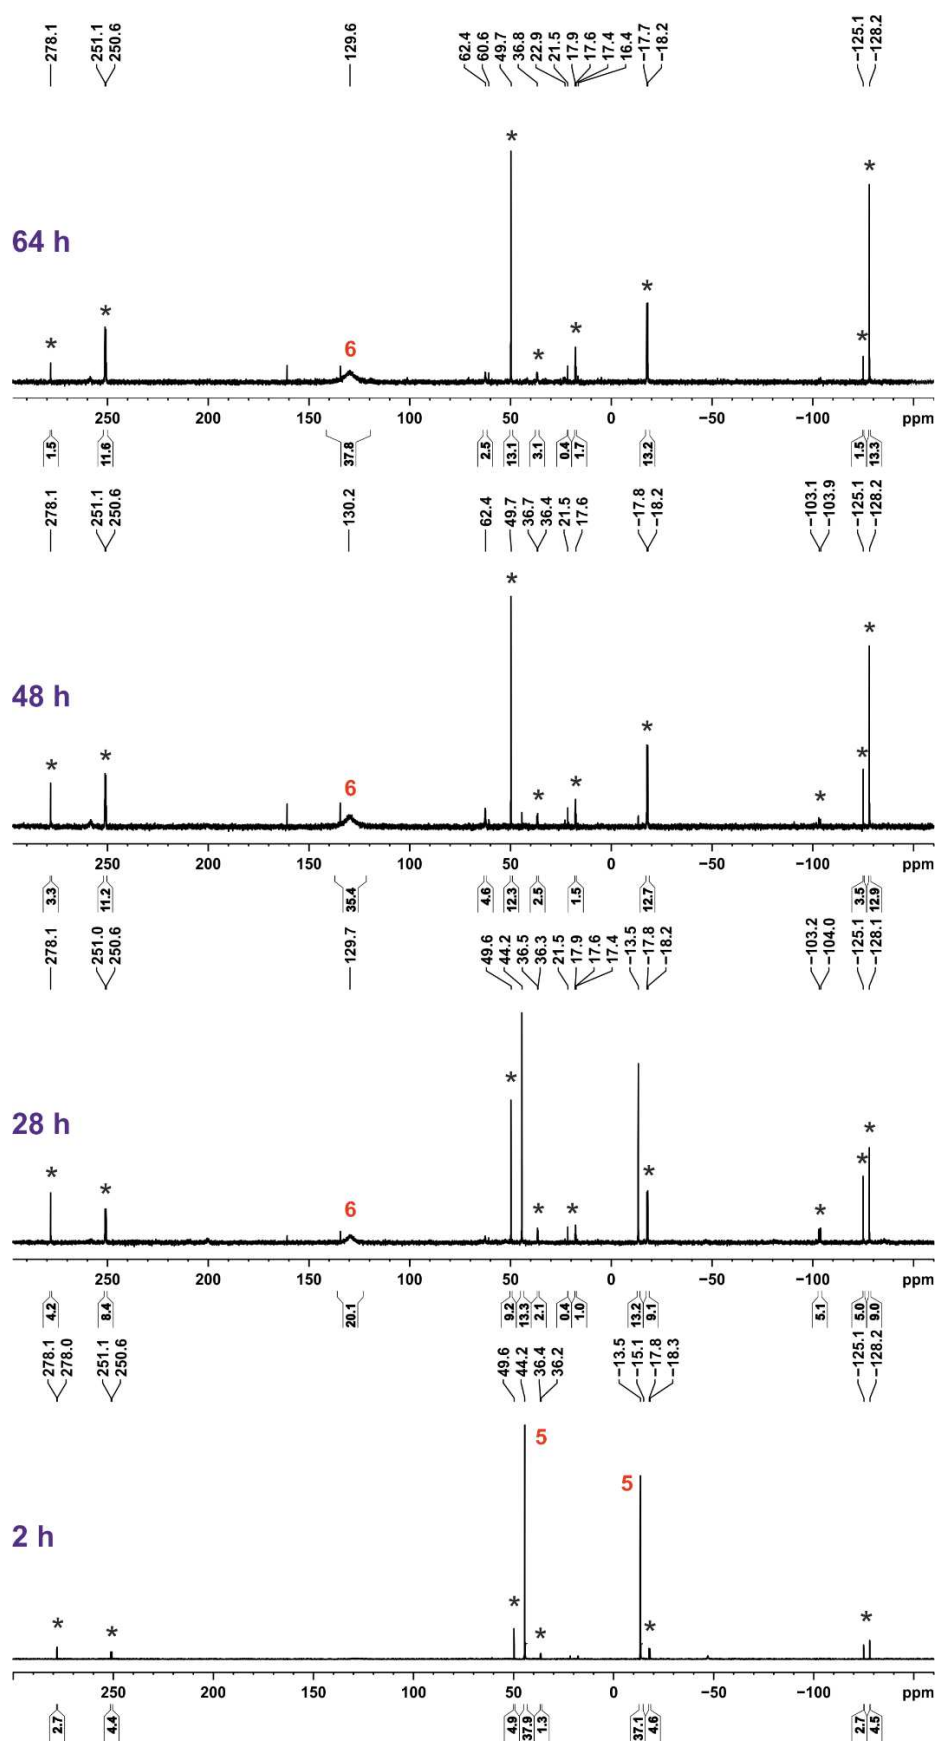 278.1 251.1 250.6 129.6 62.4 60.6 49.7 36.8 22.9 21.5 17.9 17.6 17.4 16.4 −17.7 −18.2 −125.1 −128.2
* * * * * * * *
64 h
6
250 200 150 100 50 0 −50 −100 ppm
1.5 11.6 37.8 2.5 13.1 3.1 0.4 1.7 13.2 1.5 13.3
278.1 251.1 250.6 130.2 62.4 49.7 36.7 36.4 21.5 17.6 −17.8 −18.2 −103.1 −103.9 −125.1 −128.2
* * * * * * * * *
48 h
6
250 200 150 100 50 0 −50 −100 ppm
3.3 11.2 35.4 4.6 12.3 2.5 1.5 12.7 3.5 12.9
278.1 251.0 250.6 129.7 49.6 44.2 36.5 36.3 21.5 17.9 17.6 17.4 −13.5 −17.8 −18.2 −103.2 −104.0 −125.1 −128.1
* * * * * * * * *
28 h
6
250 200 150 100 50 0 −50 −100 ppm
4.2 8.4 20.1 9.2 13.3 2.1 0.4 1.0 13.2 9.1 5.1 5.0 9.0
278.1 278.0 251.1 250.6 49.6 44.2 36.4 36.2 −13.5 −15.1 −17.8 −18.3 −125.1 −128.2
5
5
2 h
* * * * * *
250 200 150 100 50 0 −50 −100 ppm
2.7 4.4 4.9 37.9 1.3 37.1 4.6 2.7 4.5